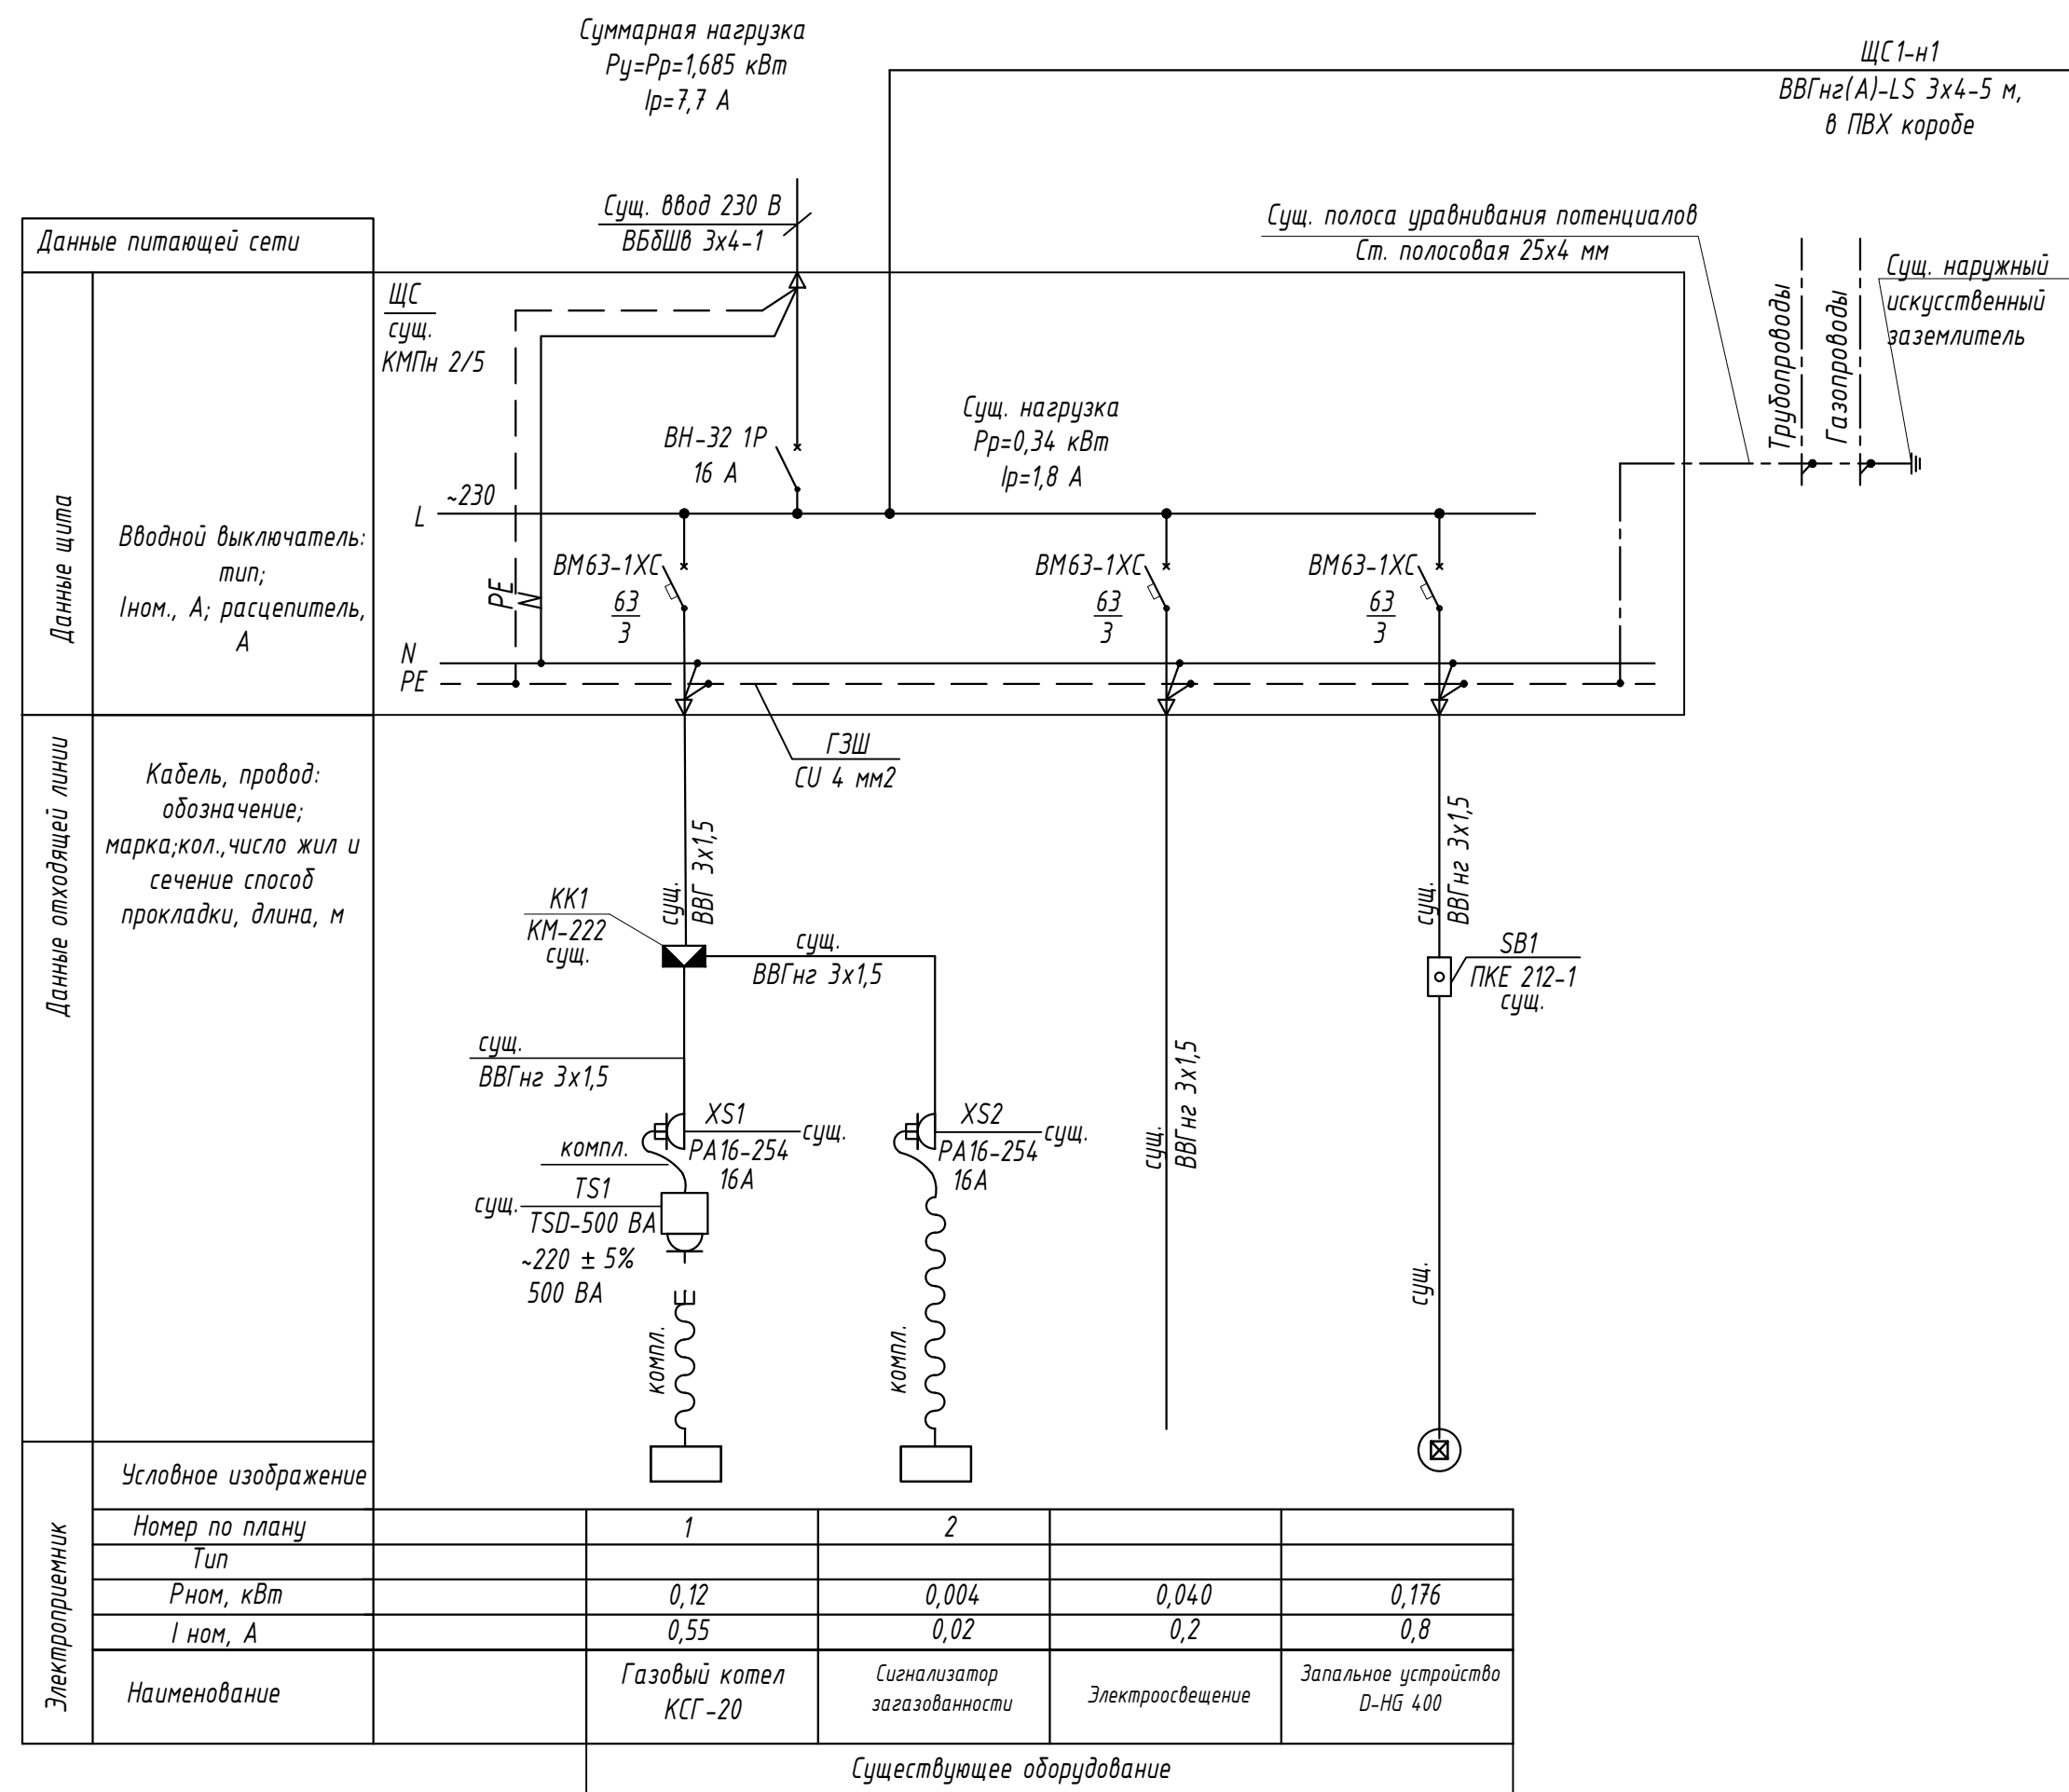 Суммарная нагрузка
Ру=Рр=1,685 кВт
Iр=7,7 А
ЩС1-н1
ВВГнг(А)-LS 3х4-5 м,
в ПВХ коробе
Сущ. ввод 230 В
ВБбШв 3х4-1
Сущ. полоса уравнивания потенциалов
Ст. полосовая 25х4 мм
Трубопроводы
Газопроводы
Сущ. наружный
искусственный
заземлитель
Данные питающей сети
ЩС
сущ.
КМПн 2/5
Данные щита
Вводной выключатель:
тип;
Iном., А; расцепитель,
А
ВН-32 1Р
16 А
Сущ. нагрузка
Рр=0,34 кВт
Iр=1,8 А
~230
L
PE
N
ВМ63-1ХС
63
3
ВМ63-1ХС
63
3
ВМ63-1ХС
63
3
N
PE
ГЗШ
CU 4 мм2
Данные отходящей линии
Кабель, провод:
обозначение;
марка;кол.,число жил и
сечение способ
прокладки, длина, м
сущ.
ВВГ 3х1,5
КК1
КМ-222
сущ.
сущ.
ВВГнг 3х1,5
сущ.
ВВГнг 3х1,5
XS1
сущ.
РА16-254
16А
компл.
TS1
сущ.
TSD-500 ВА
~220 ± 5%
500 ВА
компл.
XS2
сущ.
РА16-254
16А
компл.
сущ.
ВВГнг 3х1,5
сущ.
ВВГнг 3х1,5
SB1
ПКЕ 212-1
сущ.
сущ.
Электроприемник
Условное изображение
Номер по плану 1 2
Тип
Рном, кВт 0,12 0,004 0,040 0,176
I ном, А 0,55 0,02 0,2 0,8
Наименование
Газовый котел
КСГ-20
Сигнализатор
загазованности
Электроосвещение
Запальное устройство
D-HG 400
Существующее оборудование